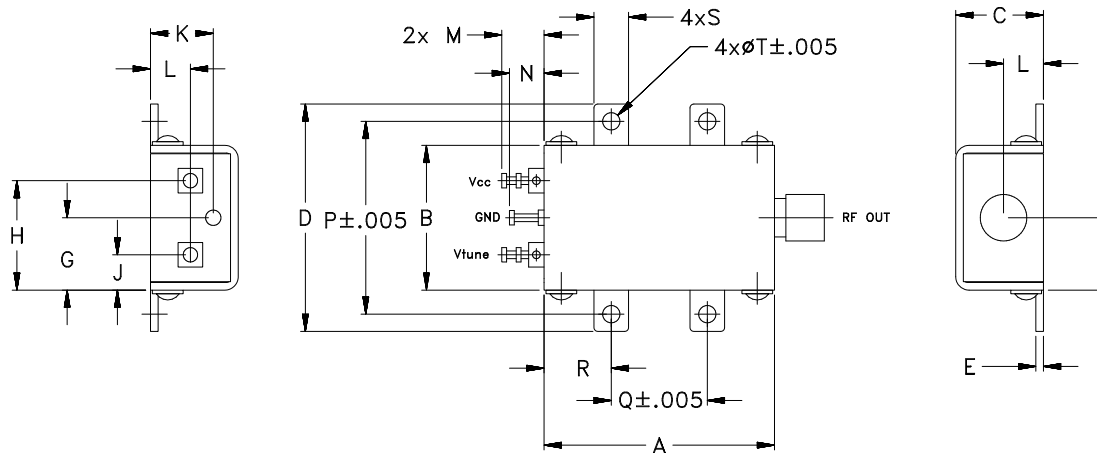 K
L
H
G
J
2x M
N
4xS
4xøT±.005
D
P±.005
B
Vcc
GND
Vtune
RF OUT
R
Q±.005
A
C
L
E